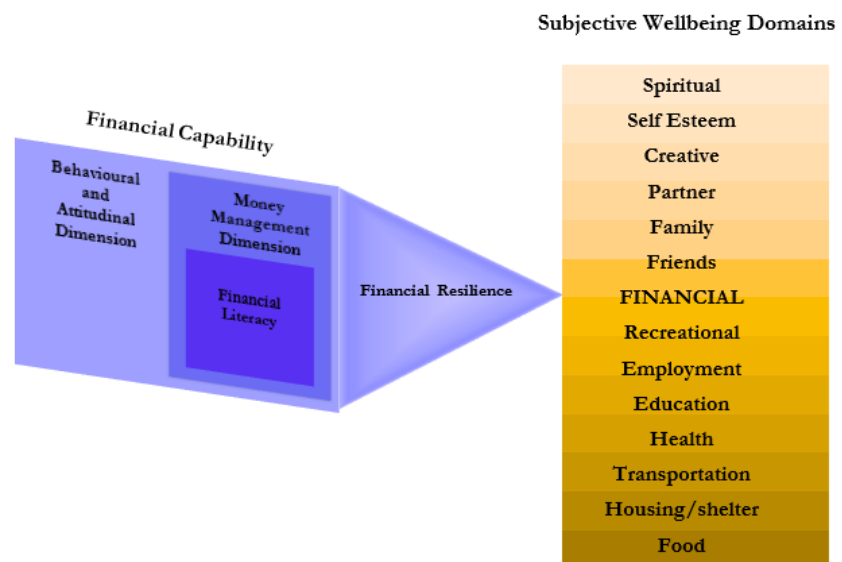 Subjective Wellbeing Domains
Financial Capability
Behavioural
and
Attitudinal
Dimension
Money
Management
Dimension
Financial
Literacy
Financial Resilience
Spiritual
Self Esteem
Creative
Partner
Family
Friends
FINANCIAL
Recreational
Employment
Education
Health
Transportation
Housing/shelter
Food